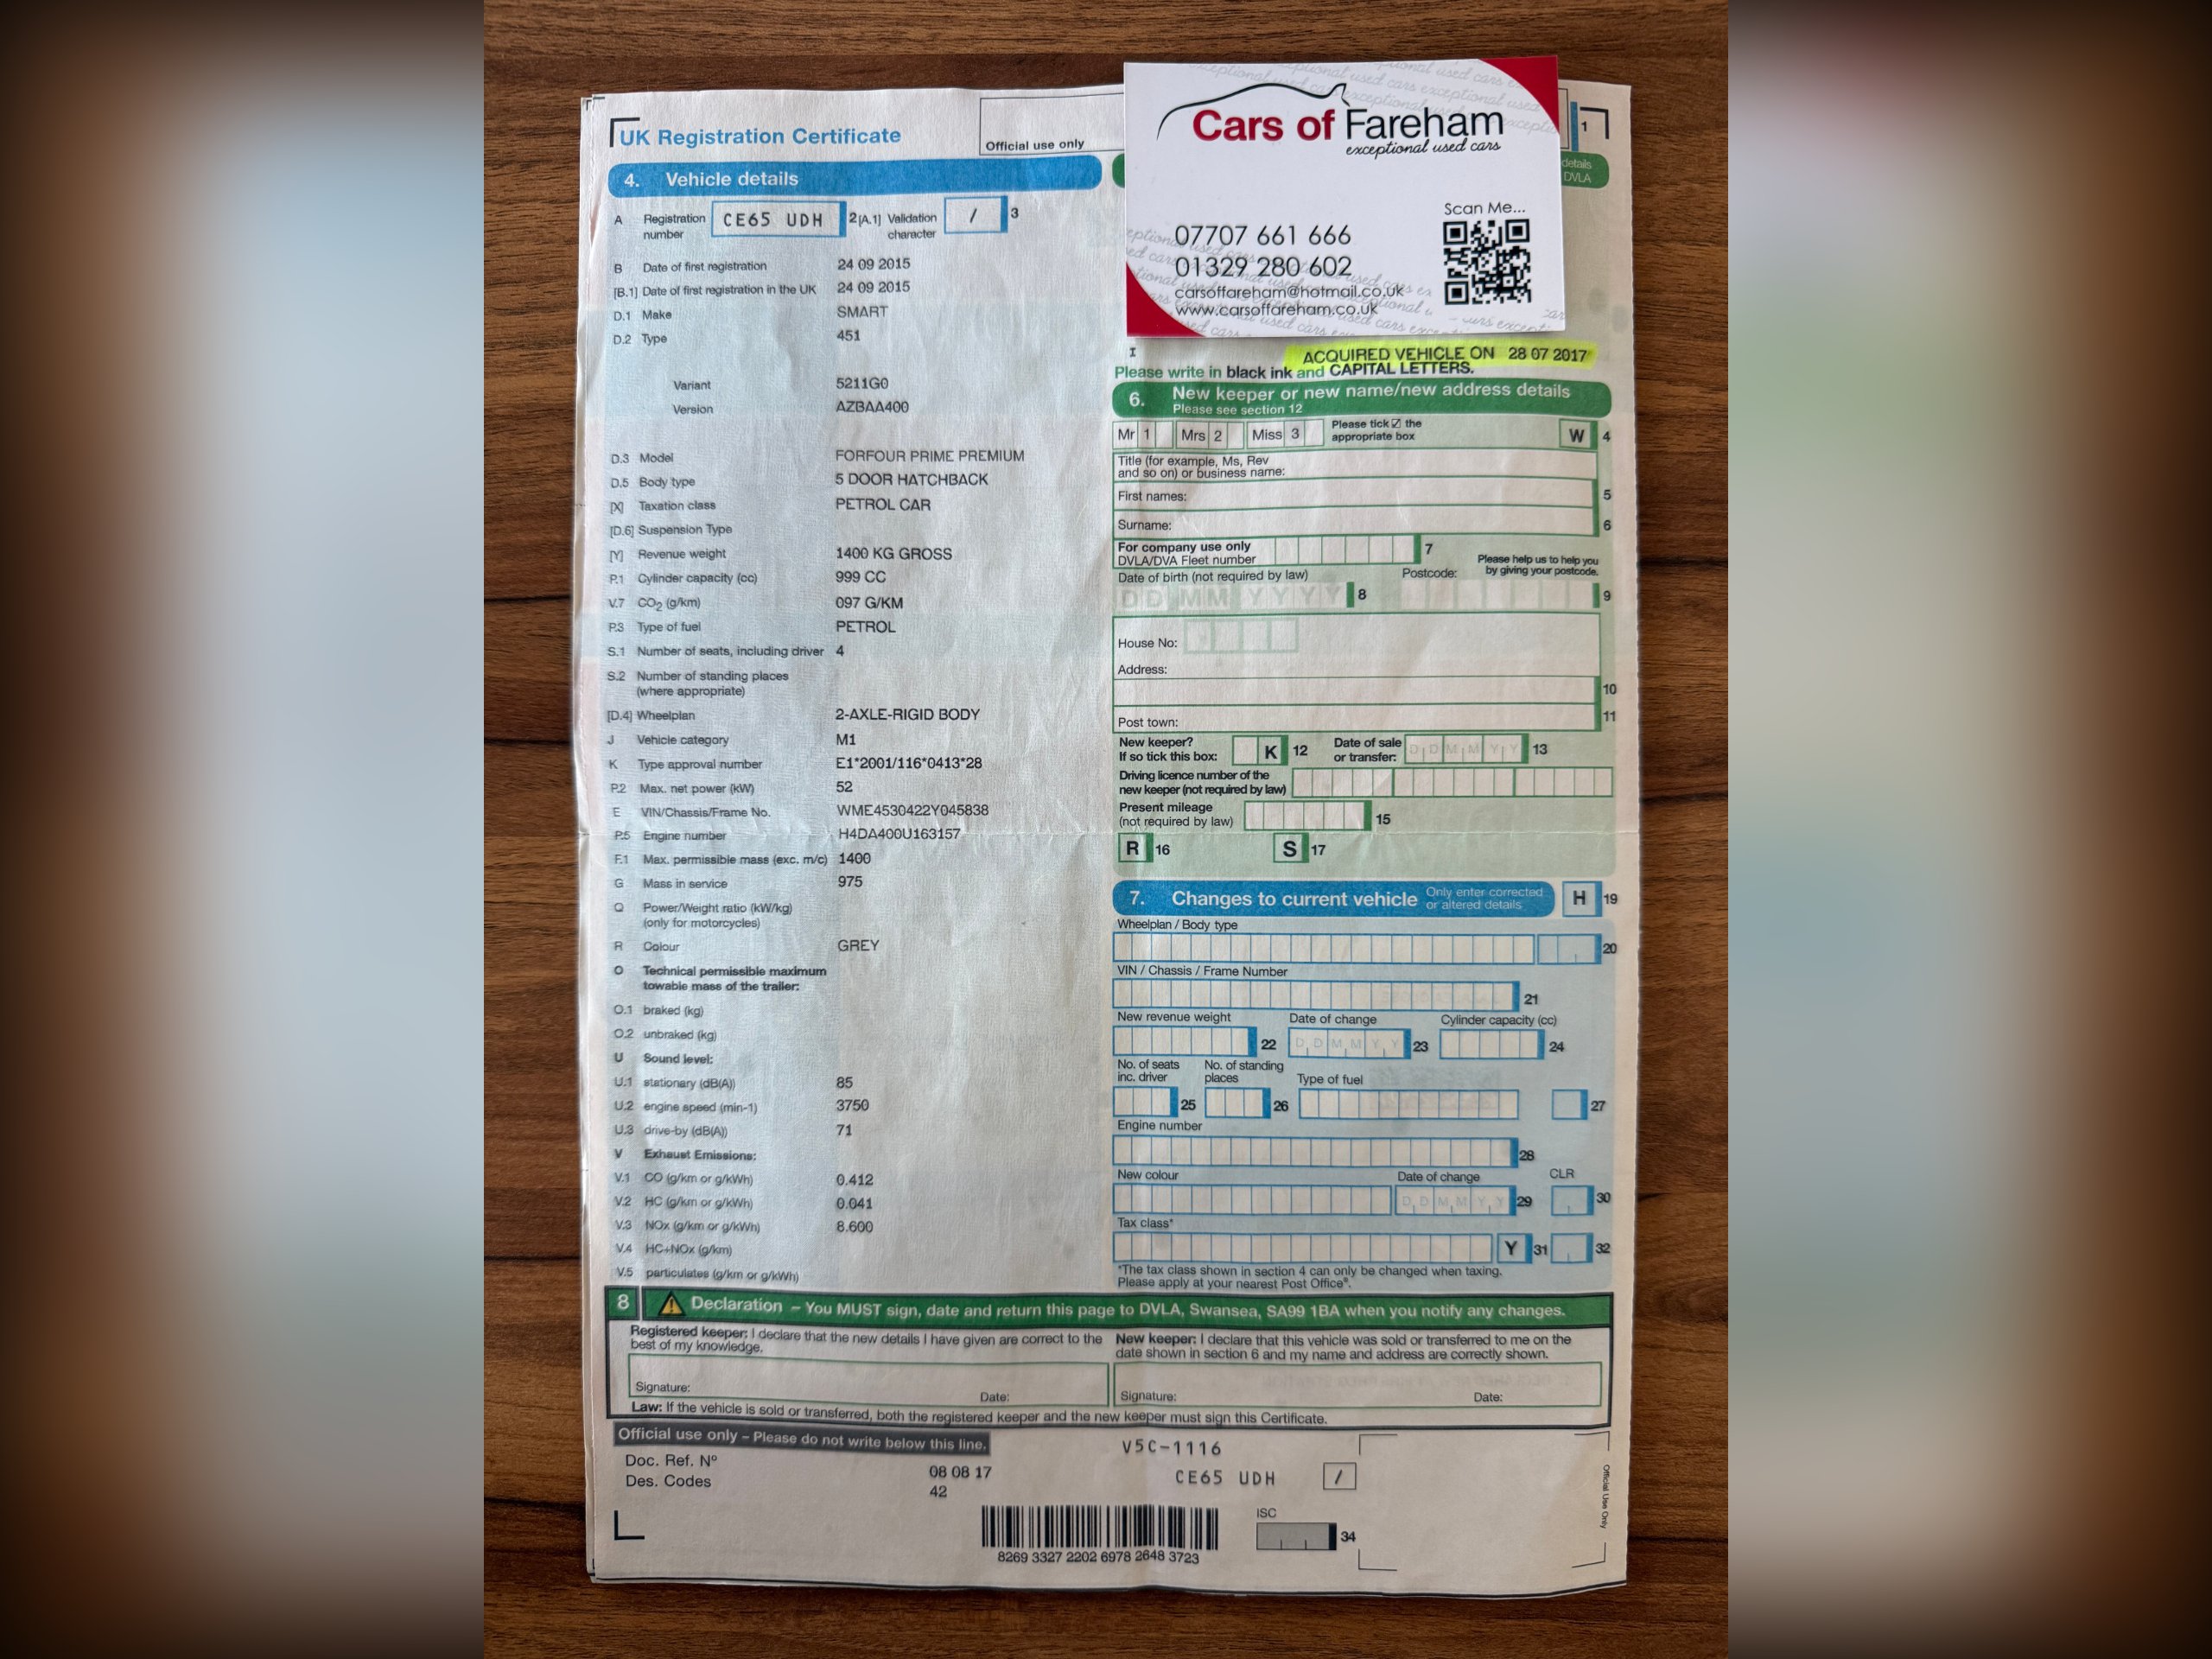 UK Registration Certificate
Official use only
4. Vehicle details
A Registration number CE65 UDH 2 [A.1] Validation character / 3
B Date of first registration 24 09 2015
[B.1] Date of first registration in the UK 24 09 2015
D.1 Make SMART
D.2 Type 451
Variant 5211G0
Version AZBAA400
D.3 Model FORFOUR PRIME PREMIUM
D.5 Body type 5 DOOR HATCHBACK
[X] Taxation class PETROL CAR
[D.6] Suspension Type
[Y] Revenue weight 1400 KG GROSS
P.1 Cylinder capacity (cc) 999 CC
V.7 CO2 (g/km) 097 G/KM
P.3 Type of fuel PETROL
S.1 Number of seats, including driver 4
S.2 Number of standing places
(where appropriate)
[D.4] Wheelplan 2-AXLE-RIGID BODY
J Vehicle category M1
K Type approval number E1*2001/116*0413*28
P.2 Max. net power (kW) 52
E VIN/Chassis/Frame No. WME4530422Y045838
P.5 Engine number H4DA400U163157
F.1 Max. permissible mass (exc. m/c) 1400
G Mass in service 975
Q Power/Weight ratio (kW/kg)
(only for motorcycles)
R Colour GREY
O Technical permissible maximum
towable mass of the trailer:
O.1 braked (kg)
O.2 unbraked (kg)
U Sound level:
U.1 stationary (dB(A)) 85
U.2 engine speed (min-1) 3750
U.3 drive-by (dB(A)) 71
V Exhaust Emissions:
V.1 CO (g/km or g/kWh) 0.412
V.2 HC (g/km or g/kWh) 0.041
V.3 NOx (g/km or g/kWh) 8.600
V.4 HC+NOx (g/km)
V.5 particulates (g/km or g/kWh)
Cars of Fareham
exceptional used cars
Scan Me...
07707 661 666
01329 280 602
carsoffareham@hotmail.co.uk
www.carsoffareham.co.uk
1
details
DVLA
I
ACQUIRED VEHICLE ON 28 07 2017
Please write in black ink and CAPITAL LETTERS.
6. New keeper or new name/new address details
Please see section 12
Mr 1 Mrs 2 Miss 3 Please tick ☑ the appropriate box W 4
Title (for example, Ms, Rev
and so on) or business name:
First names: 5
Surname: 6
For company use only
DVLA/DVA Fleet number 7
Please help us to help you
by giving your postcode.
Date of birth (not required by law) Postcode:
D D M M Y Y Y Y 8 9
House No:
Address:
10
Post town: 11
New keeper?
If so tick this box: K 12 Date of sale or transfer: D D M M Y Y 13
Driving licence number of the
new keeper (not required by law)
Present mileage
(not required by law) 15
R 16 S 17
7. Changes to current vehicle Only enter corrected or altered details H 19
Wheelplan / Body type
20
VIN / Chassis / Frame Number
21
New revenue weight Date of change Cylinder capacity (cc)
22 D D M M Y Y 23 24
No. of seats inc. driver No. of standing places Type of fuel
25 26 27
Engine number
28
New colour Date of change CLR
D D M M Y Y 29 30
Tax class*
Y 31 32
*The tax class shown in section 4 can only be changed when taxing.
Please apply at your nearest Post Office®.
8 Declaration – You MUST sign, date and return this page to DVLA, Swansea, SA99 1BA when you notify any changes.
Registered keeper: I declare that the new details I have given are correct to the
best of my knowledge.
Signature: Date:
New keeper: I declare that this vehicle was sold or transferred to me on the
date shown in section 6 and my name and address are correctly shown.
Signature: Date:
Law: If the vehicle is sold or transferred, both the registered keeper and the new keeper must sign this Certificate.
Official use only – Please do not write below this line.
Doc. Ref. Nº 08 08 17
Des. Codes 42
V5C-1116
CE65 UDH /
8269 3327 2202 6978 2648 3723
ISC
34
Official Use Only